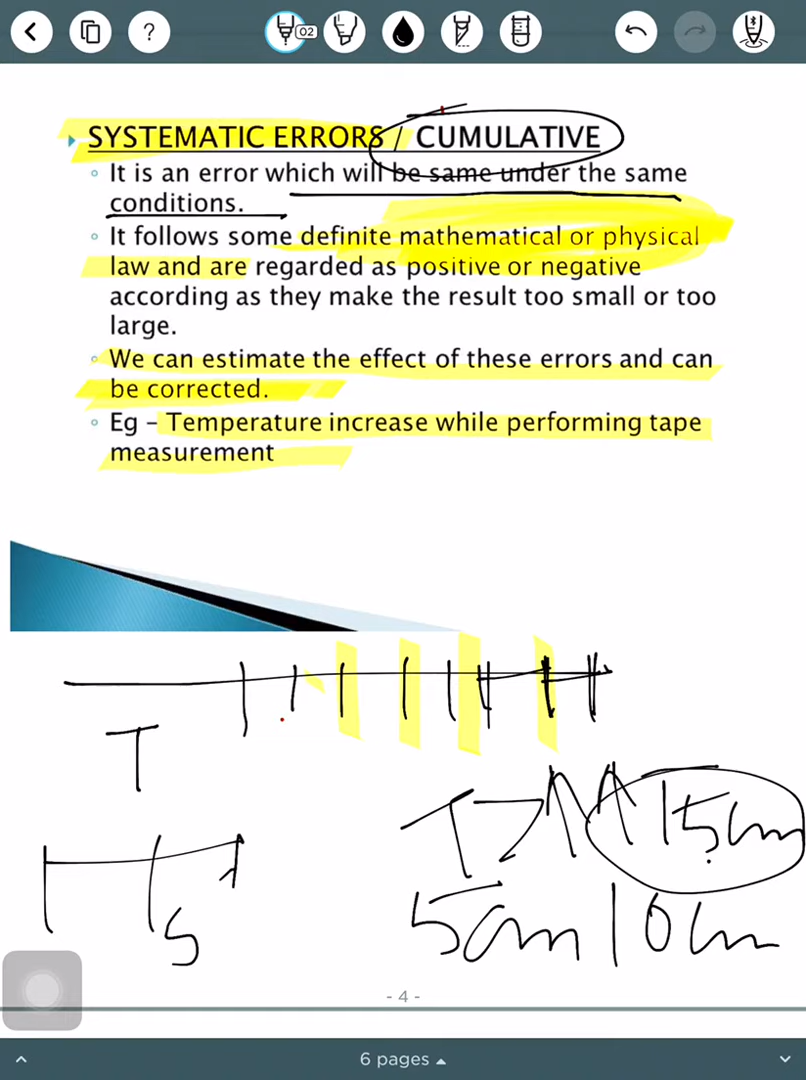 ?
02
SYSTEMATIC ERRORS / CUMULATIVE
It is an error which will be same under the same
conditions.
It follows some definite mathematical or physical
law and are regarded as positive or negative
according as they make the result too small or too
large.
We can estimate the effect of these errors and can
be corrected.
Eg – Temperature increase while performing tape
measurement
T
15cm
S
5cm 10cm
- 4 -
6 pages